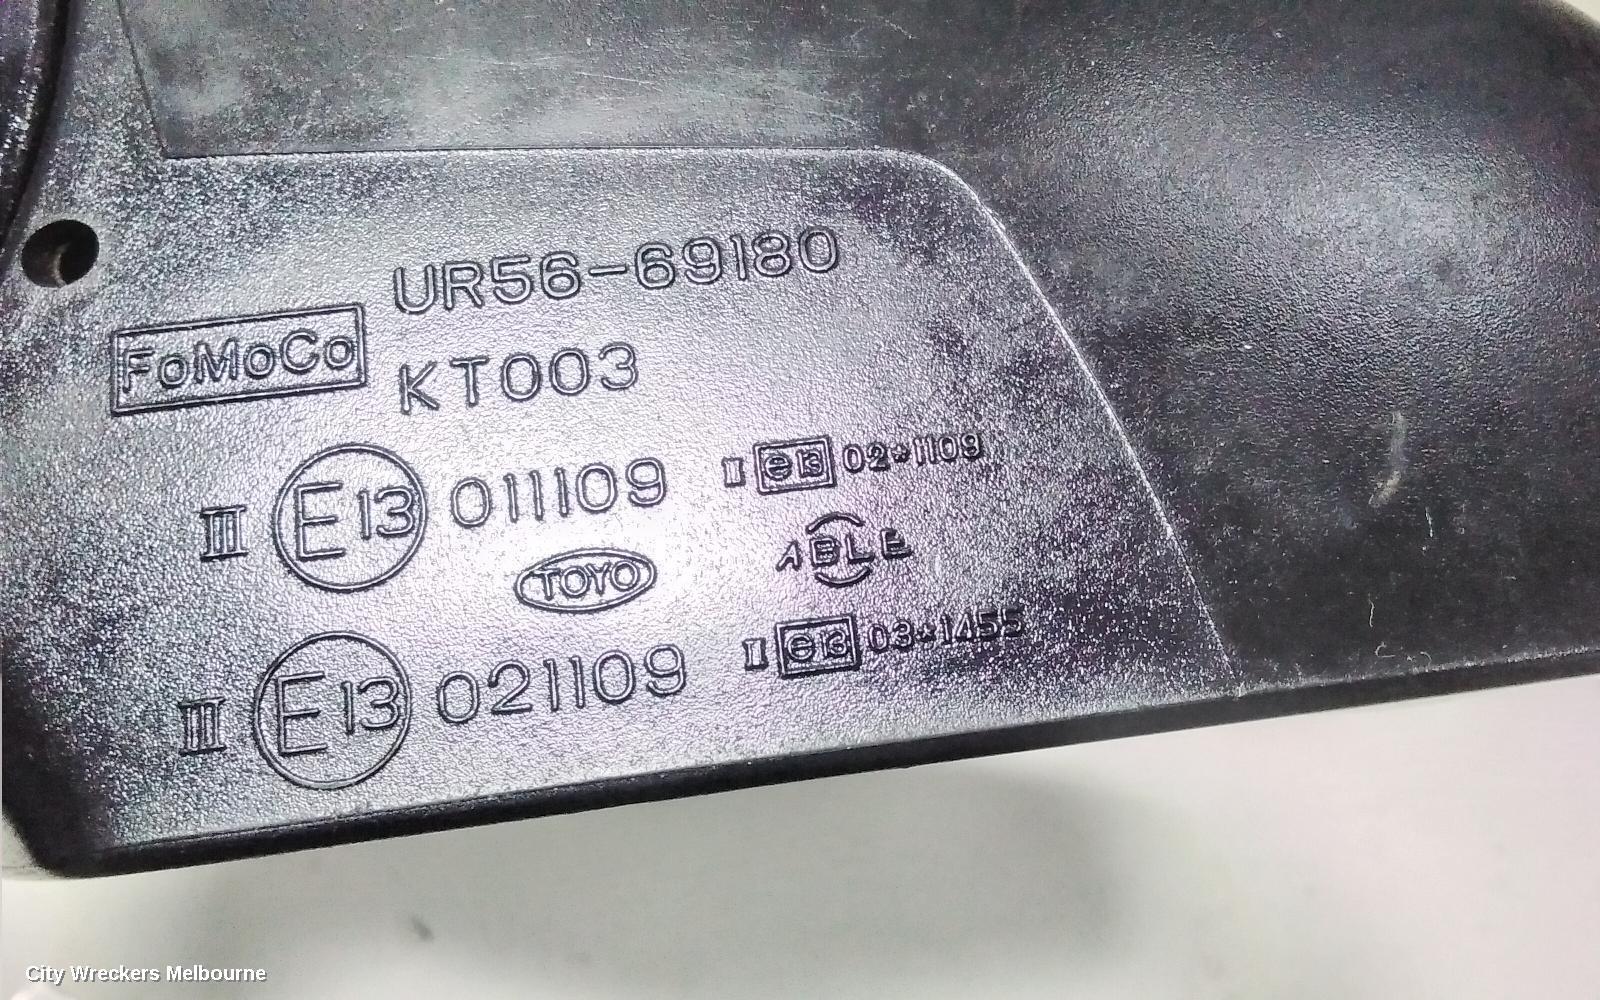 UR56-69180
FoMoCo
KT003
III E13 011109
II e13 02*1109
TOYO
ABLE
III E13 021109
II e13 03*1455
City Wreckers Melbourne